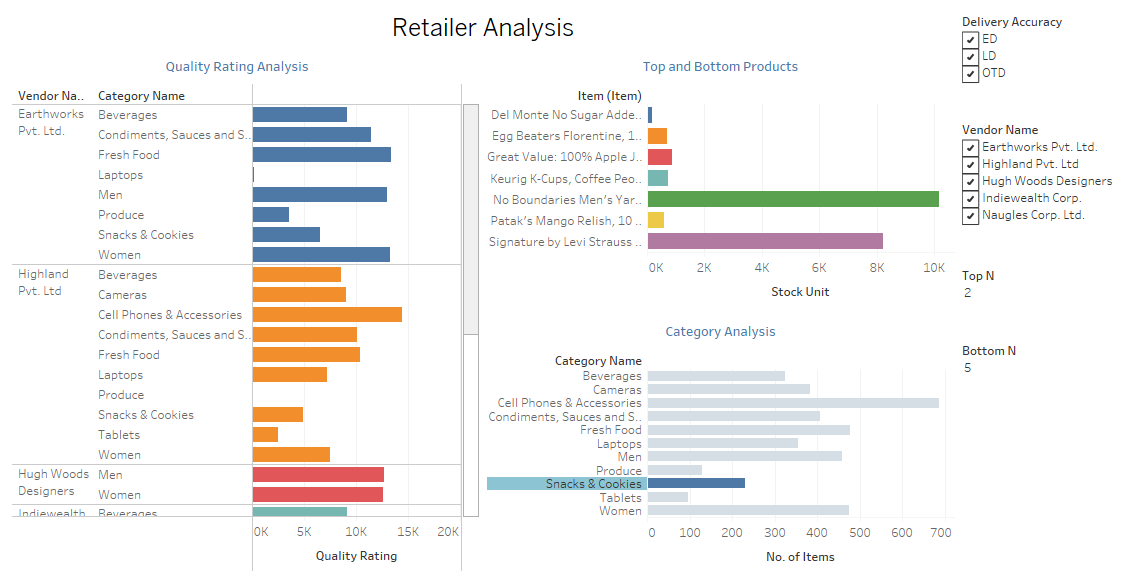 Retailer Analysis
Quality Rating Analysis
Vendor Na.. Category Name
Earthworks Pvt. Ltd.
Beverages
Condiments, Sauces and S..
Fresh Food
Laptops
Men
Produce
Snacks & Cookies
Women
Highland Pvt. Ltd
Beverages
Cameras
Cell Phones & Accessories
Condiments, Sauces and S..
Fresh Food
Laptops
Produce
Snacks & Cookies
Tablets
Women
Hugh Woods Designers
Men
Women
Indiewealth
Beverages
0K 5K 10K 15K 20K
Quality Rating
Top and Bottom Products
Item (Item)
Del Monte No Sugar Adde..
Egg Beaters Florentine, 1..
Great Value: 100% Apple J..
Keurig K-Cups, Coffee Peo..
No Boundaries Men's Yar..
Patak's Mango Relish, 10 ..
Signature by Levi Strauss ..
0K 2K 4K 6K 8K 10K
Stock Unit
Category Analysis
Category Name
Beverages
Cameras
Cell Phones & Accessories
Condiments, Sauces and S..
Fresh Food
Laptops
Men
Produce
Snacks & Cookies
Tablets
Women
0 100 200 300 400 500 600 700
No. of Items
Delivery Accuracy
ED
LD
OTD
Vendor Name
Earthworks Pvt. Ltd.
Highland Pvt. Ltd
Hugh Woods Designers
Indiewealth Corp.
Naugles Corp. Ltd.
Top N
2
Bottom N
5